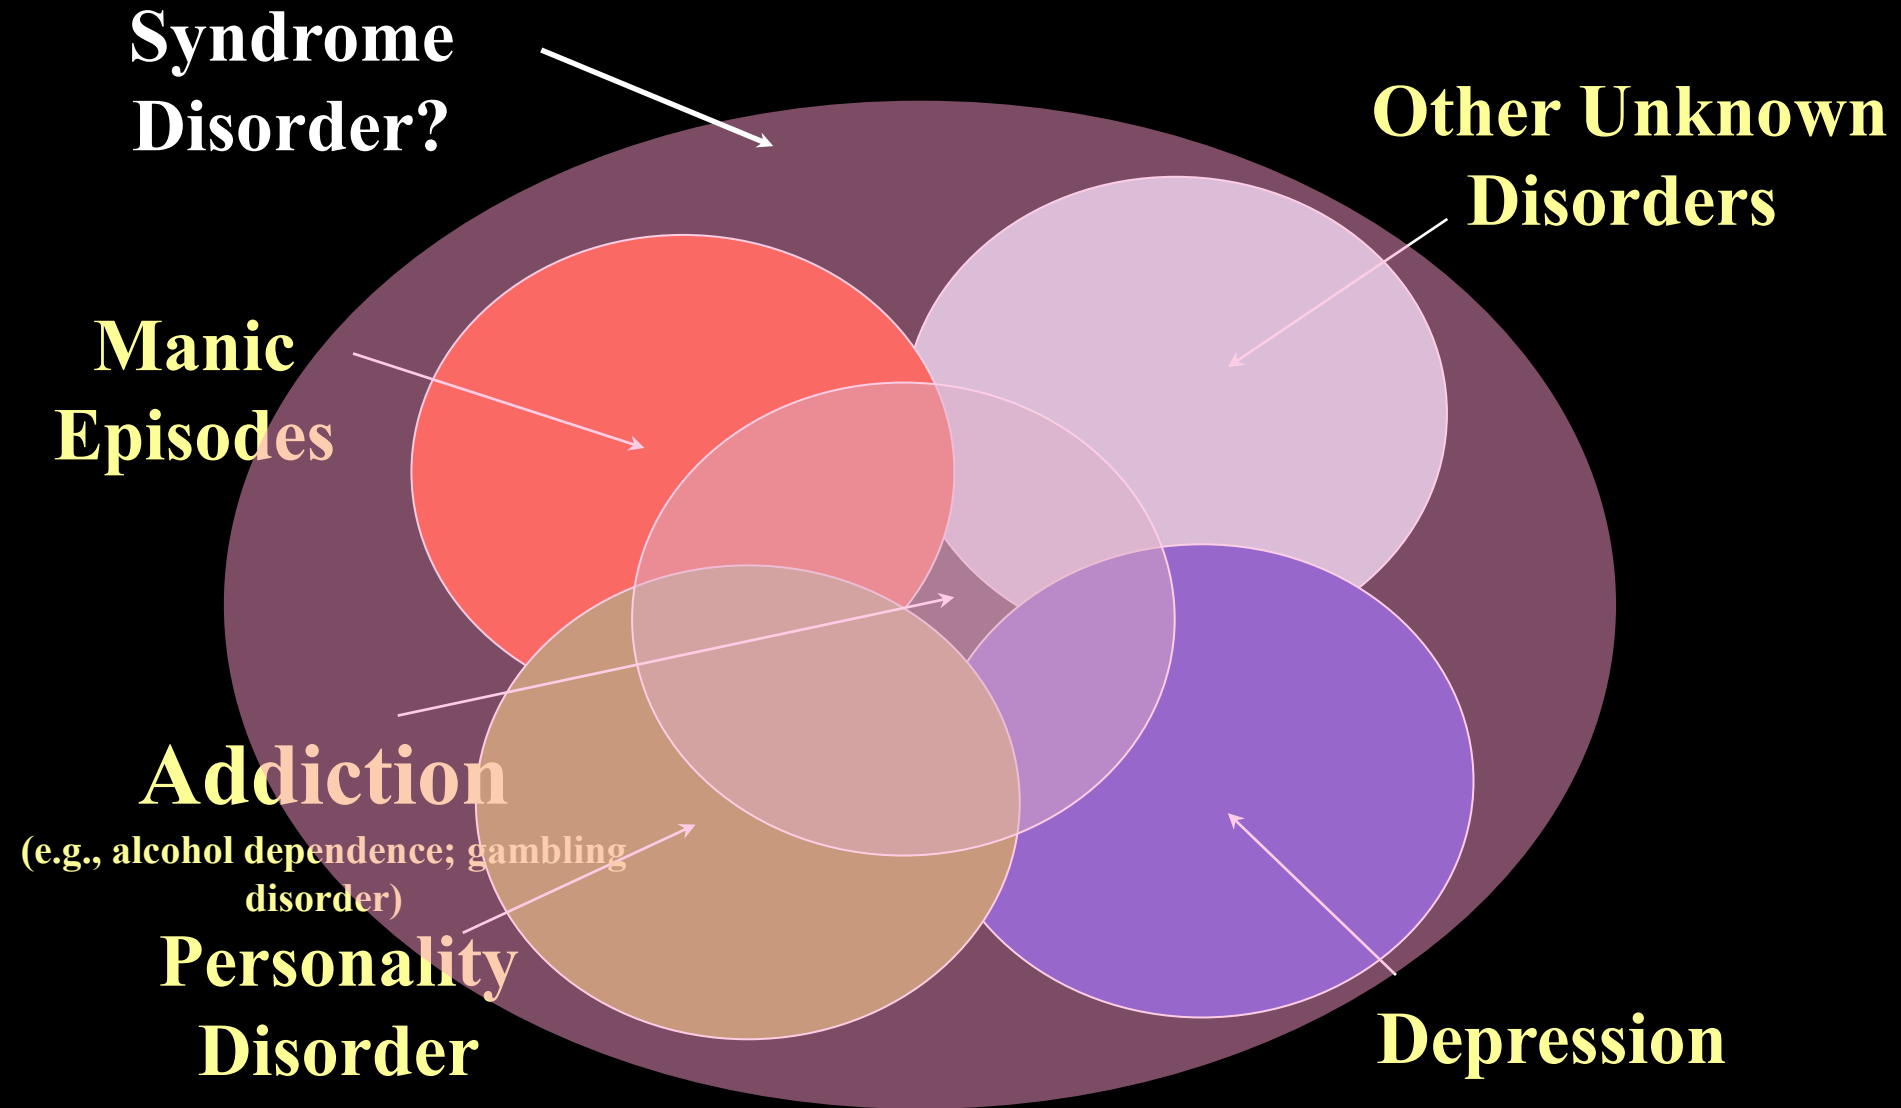 Syndrome
Disorder?
Other Unknown
Disorders
Manic
Episodes
Addiction
(e.g., alcohol dependence; gambling
disorder)
Personality
Disorder
Depression